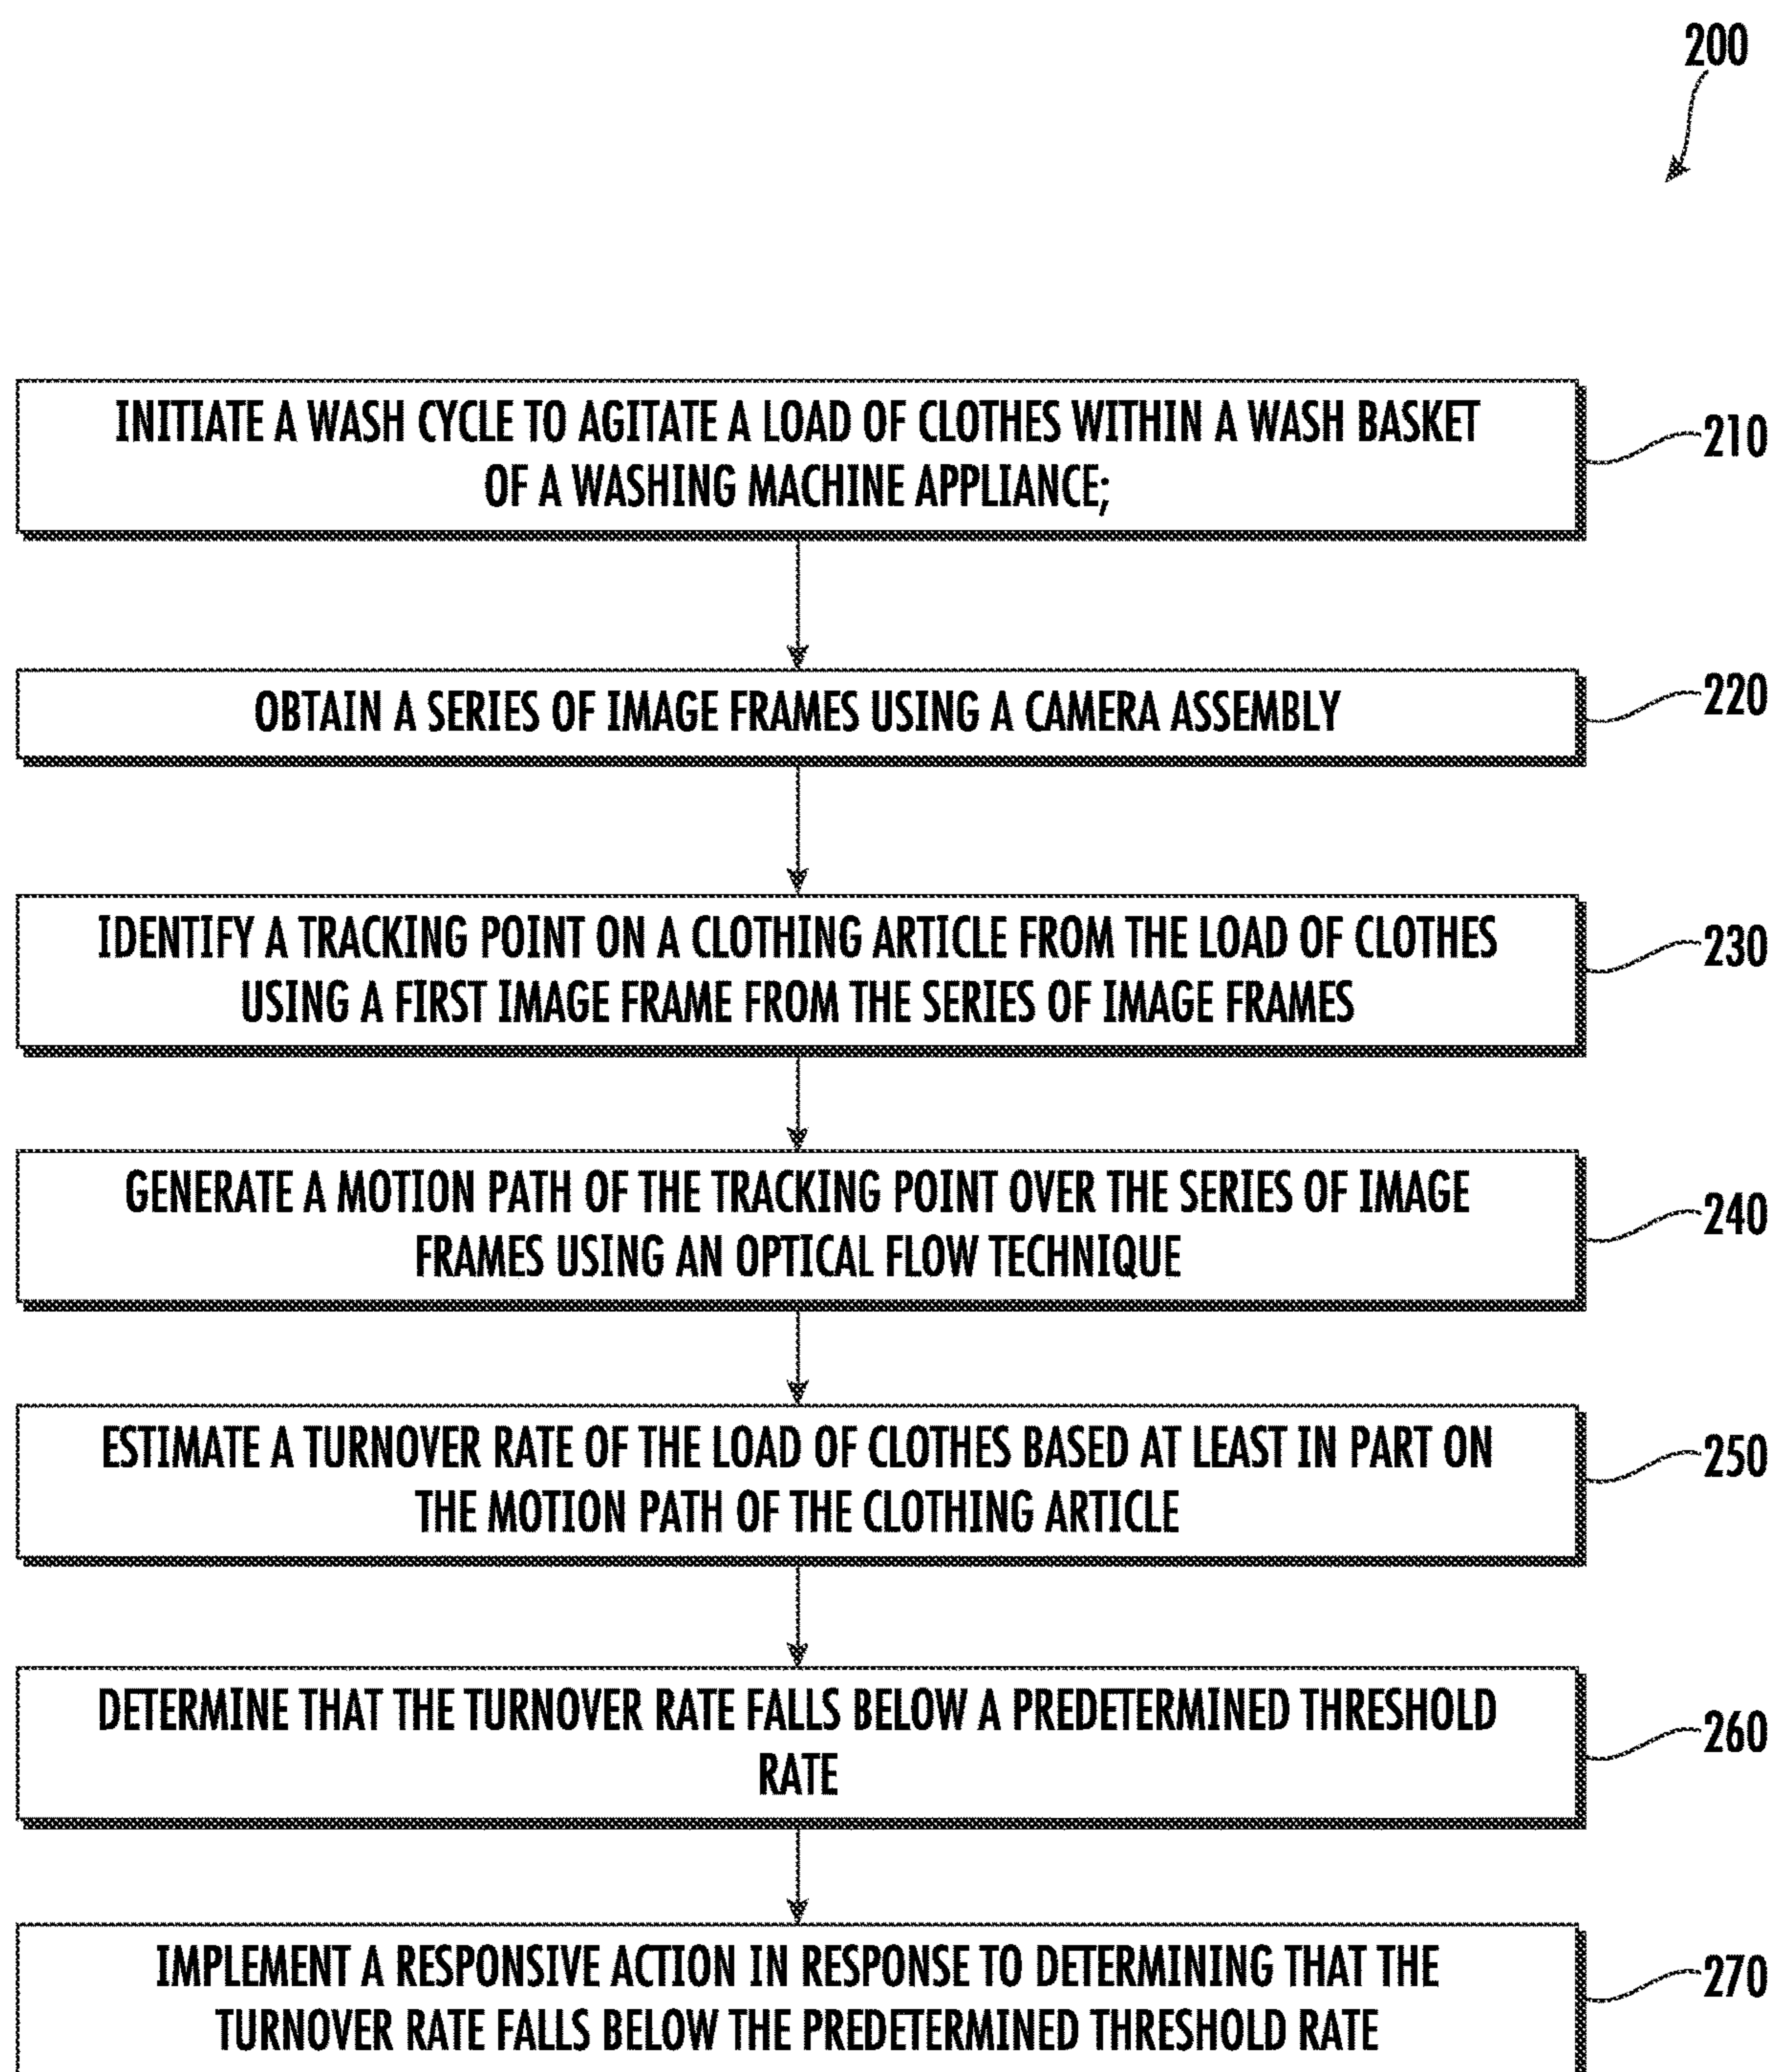 200
INITIATE A WASH CYCLE TO AGITATE A LOAD OF CLOTHES WITHIN A WASH BASKET
OF A WASHING MACHINE APPLIANCE;
210
OBTAIN A SERIES OF IMAGE FRAMES USING A CAMERA ASSEMBLY
220
IDENTIFY A TRACKING POINT ON A CLOTHING ARTICLE FROM THE LOAD OF CLOTHES
USING A FIRST IMAGE FRAME FROM THE SERIES OF IMAGE FRAMES
230
GENERATE A MOTION PATH OF THE TRACKING POINT OVER THE SERIES OF IMAGE
FRAMES USING AN OPTICAL FLOW TECHNIQUE
240
ESTIMATE A TURNOVER RATE OF THE LOAD OF CLOTHES BASED AT LEAST IN PART ON
THE MOTION PATH OF THE CLOTHING ARTICLE
250
DETERMINE THAT THE TURNOVER RATE FALLS BELOW A PREDETERMINED THRESHOLD
RATE
260
IMPLEMENT A RESPONSIVE ACTION IN RESPONSE TO DETERMINING THAT THE
TURNOVER RATE FALLS BELOW THE PREDETERMINED THRESHOLD RATE
270